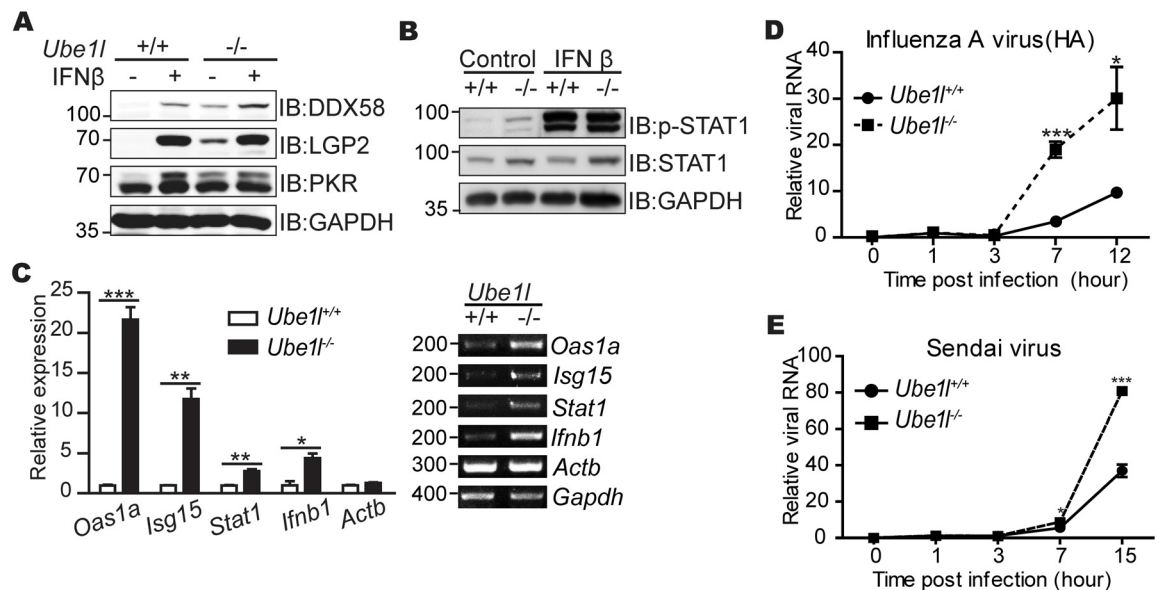 A
Ube1l +/+ -/-
IFNβ - + - +
100 IB:DDX58
70 IB:LGP2
70 IB:PKR
35 IB:GAPDH
B
Control IFN β
+/+ -/- +/+ -/-
100 IB:p-STAT1
100 IB:STAT1
35 IB:GAPDH
C
Relative expression
25
20
15
10
5
0
*** ** ** *
Ube1l+/+
Ube1l-/-
Oas1a Isg15 Stat1 Ifnb1 Actb
Ube1l
+/+ -/-
200 Oas1a
200 Isg15
200 Stat1
200 Ifnb1
300 Actb
400 Gapdh
D
Influenza A virus(HA)
Relative viral RNA
40
30
20
10
0
Ube1l+/+
Ube1l-/-
*** *
0 1 3 7 12
Time post infection (hour)
E
Sendai virus
Relative viral RNA
100
80
60
40
20
0
Ube1l+/+
Ube1l-/-
* ***
0 1 3 7 15
Time post infection (hour)